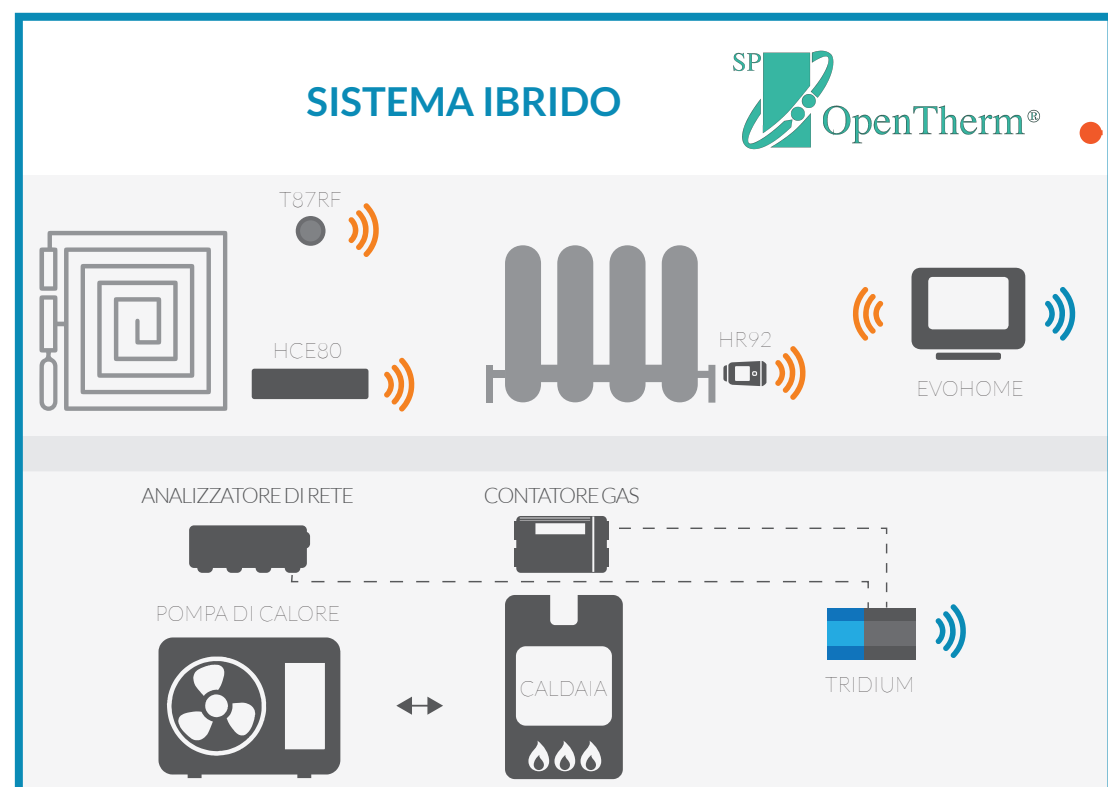 SISTEMA IBRIDO
SP
OpenTherm®
T87RF
HCE80
HR92
EVOHOME
ANALIZZATORE DI RETE
CONTATORE GAS
POMPA DI CALORE
CALDAIA
TRIDIUM